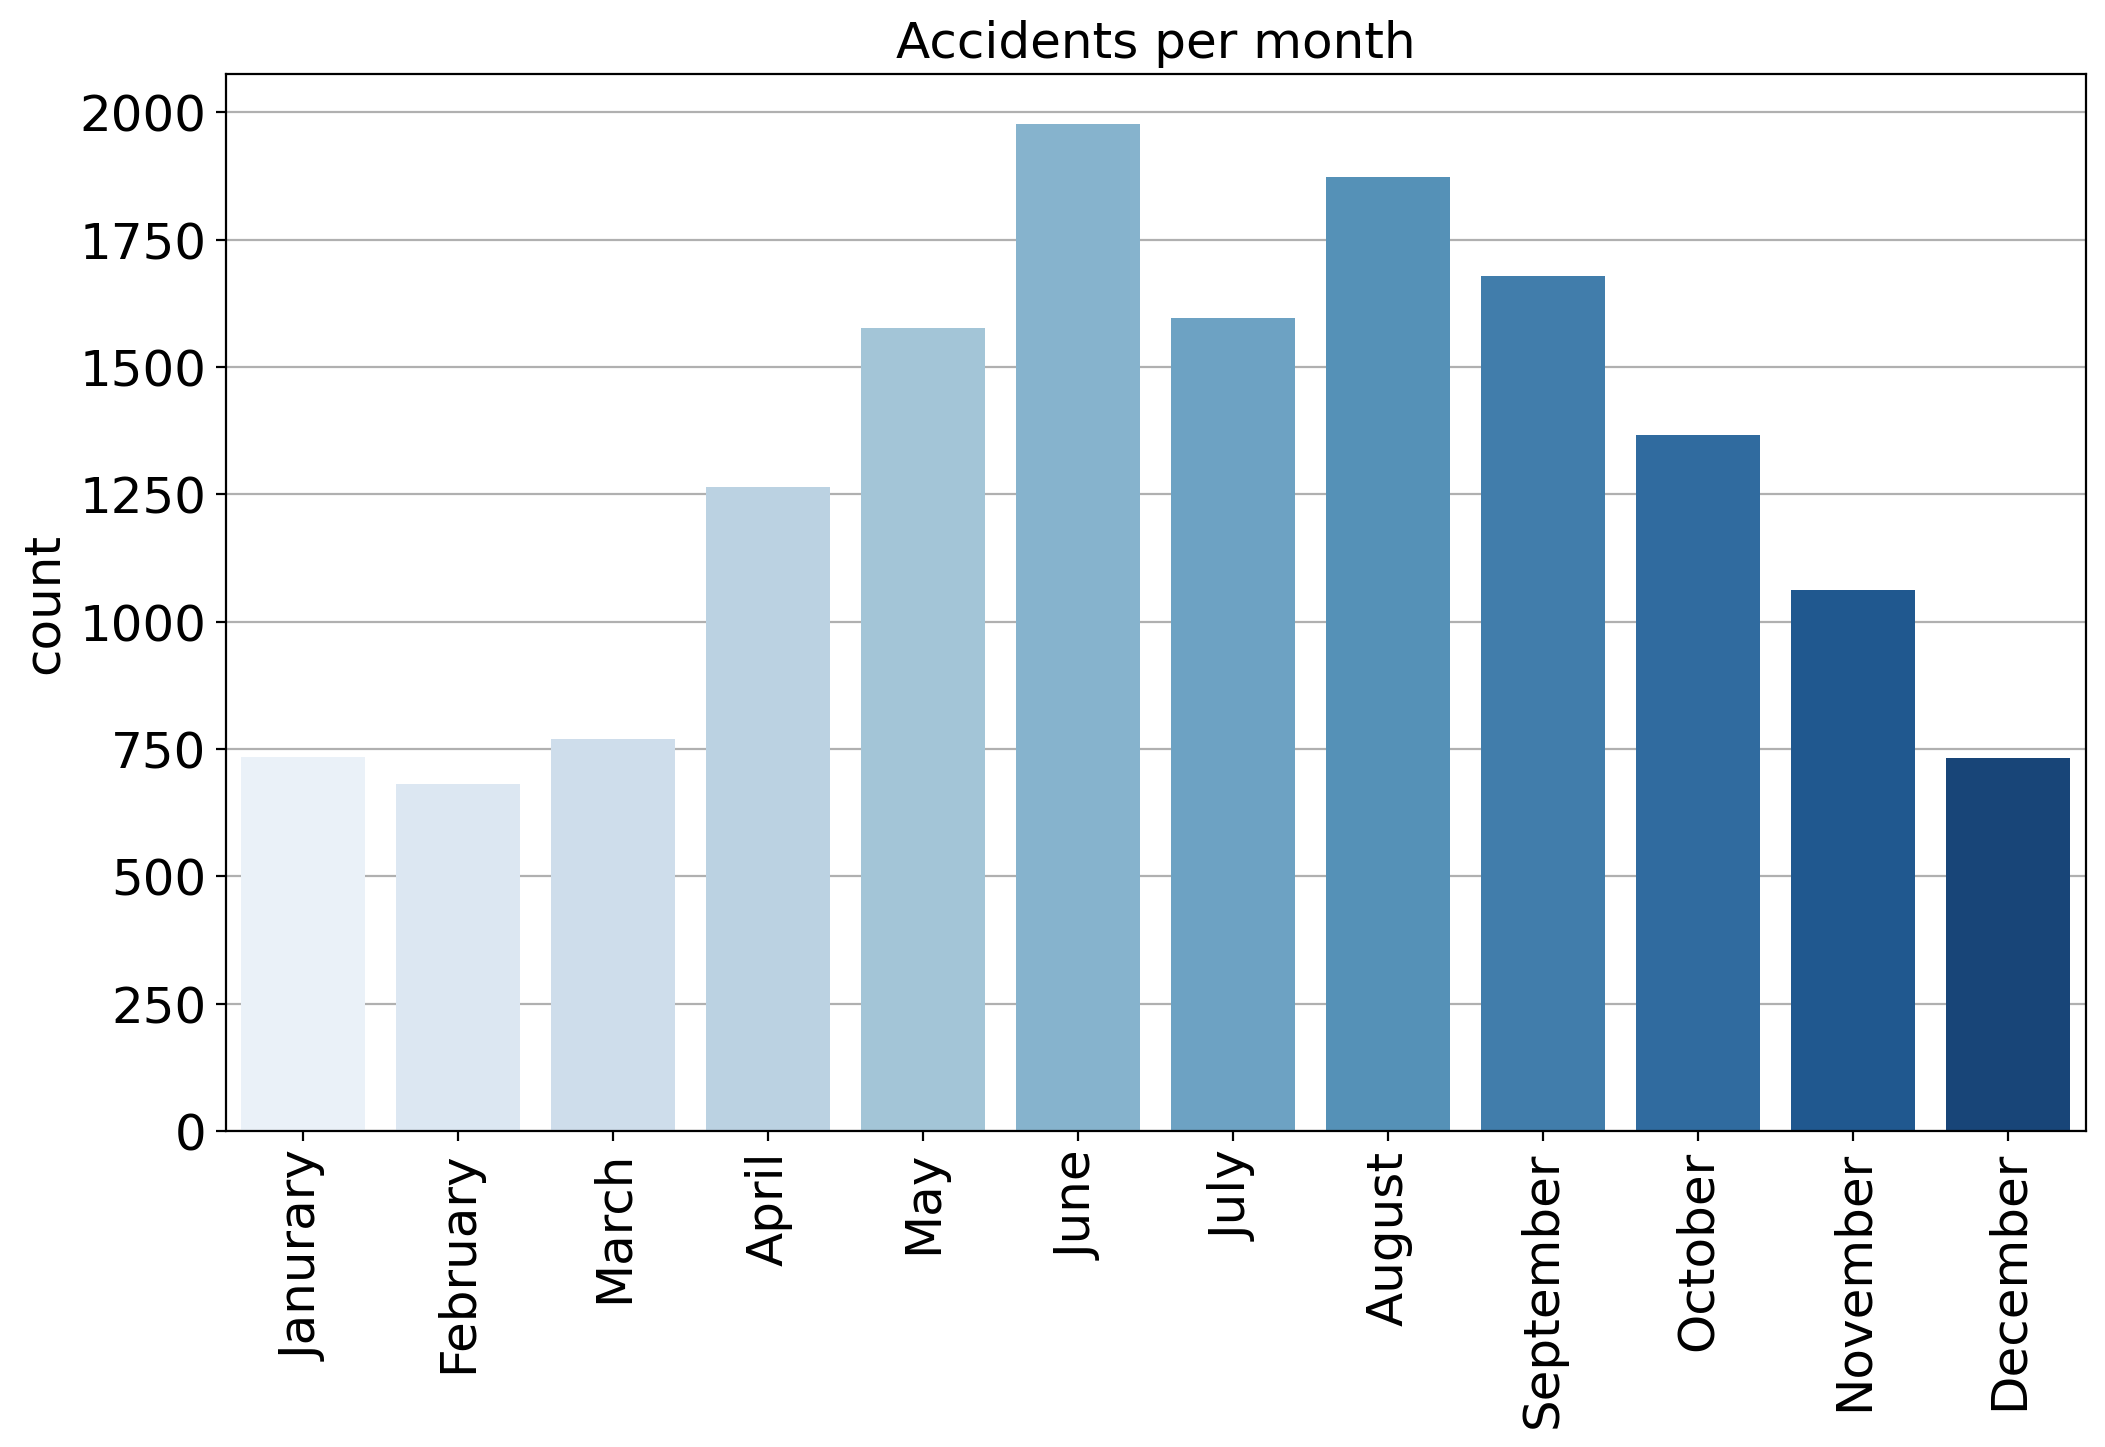 Accidents per month
2000
1750
1500
1250
1000
750
500
250
0
count
Janurary
February
March
April
May
June
July
August
September
October
November
December